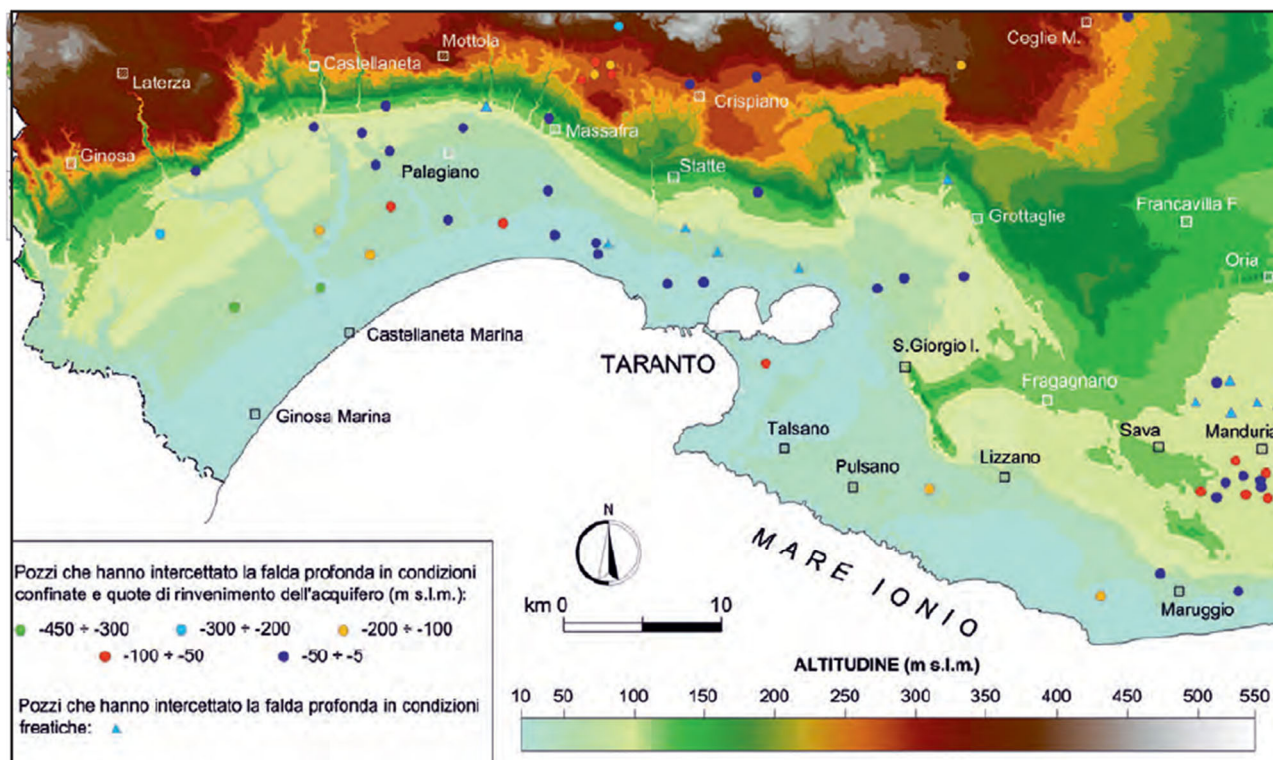 Ceglie M.
Mottola
Castellaneta
Laterza
Crispiano
Massafra
Ginosa
Palagiano
Statte
Grottaglie
Francavilla F.
Oria
Castellaneta Marina
TARANTO
S.Giorgio I.
Fragagnano
Ginosa Marina
Talsano
Sava
Manduria
Pulsano
Lizzano
N
MARE IONIO
Maruggio
km 0 10
Pozzi che hanno intercettato la falda profonda in condizioni
confinate e quote di rinvenimento dell'acquifero (m s.l.m.):
-450 ÷ -300 -300 ÷ -200 -200 ÷ -100
-100 ÷ -50 -50 ÷ -5
Pozzi che hanno intercettato la falda profonda in condizioni
freatiche:
ALTITUDINE (m s.l.m.)
10 50 100 150 200 250 300 350 400 450 500 550